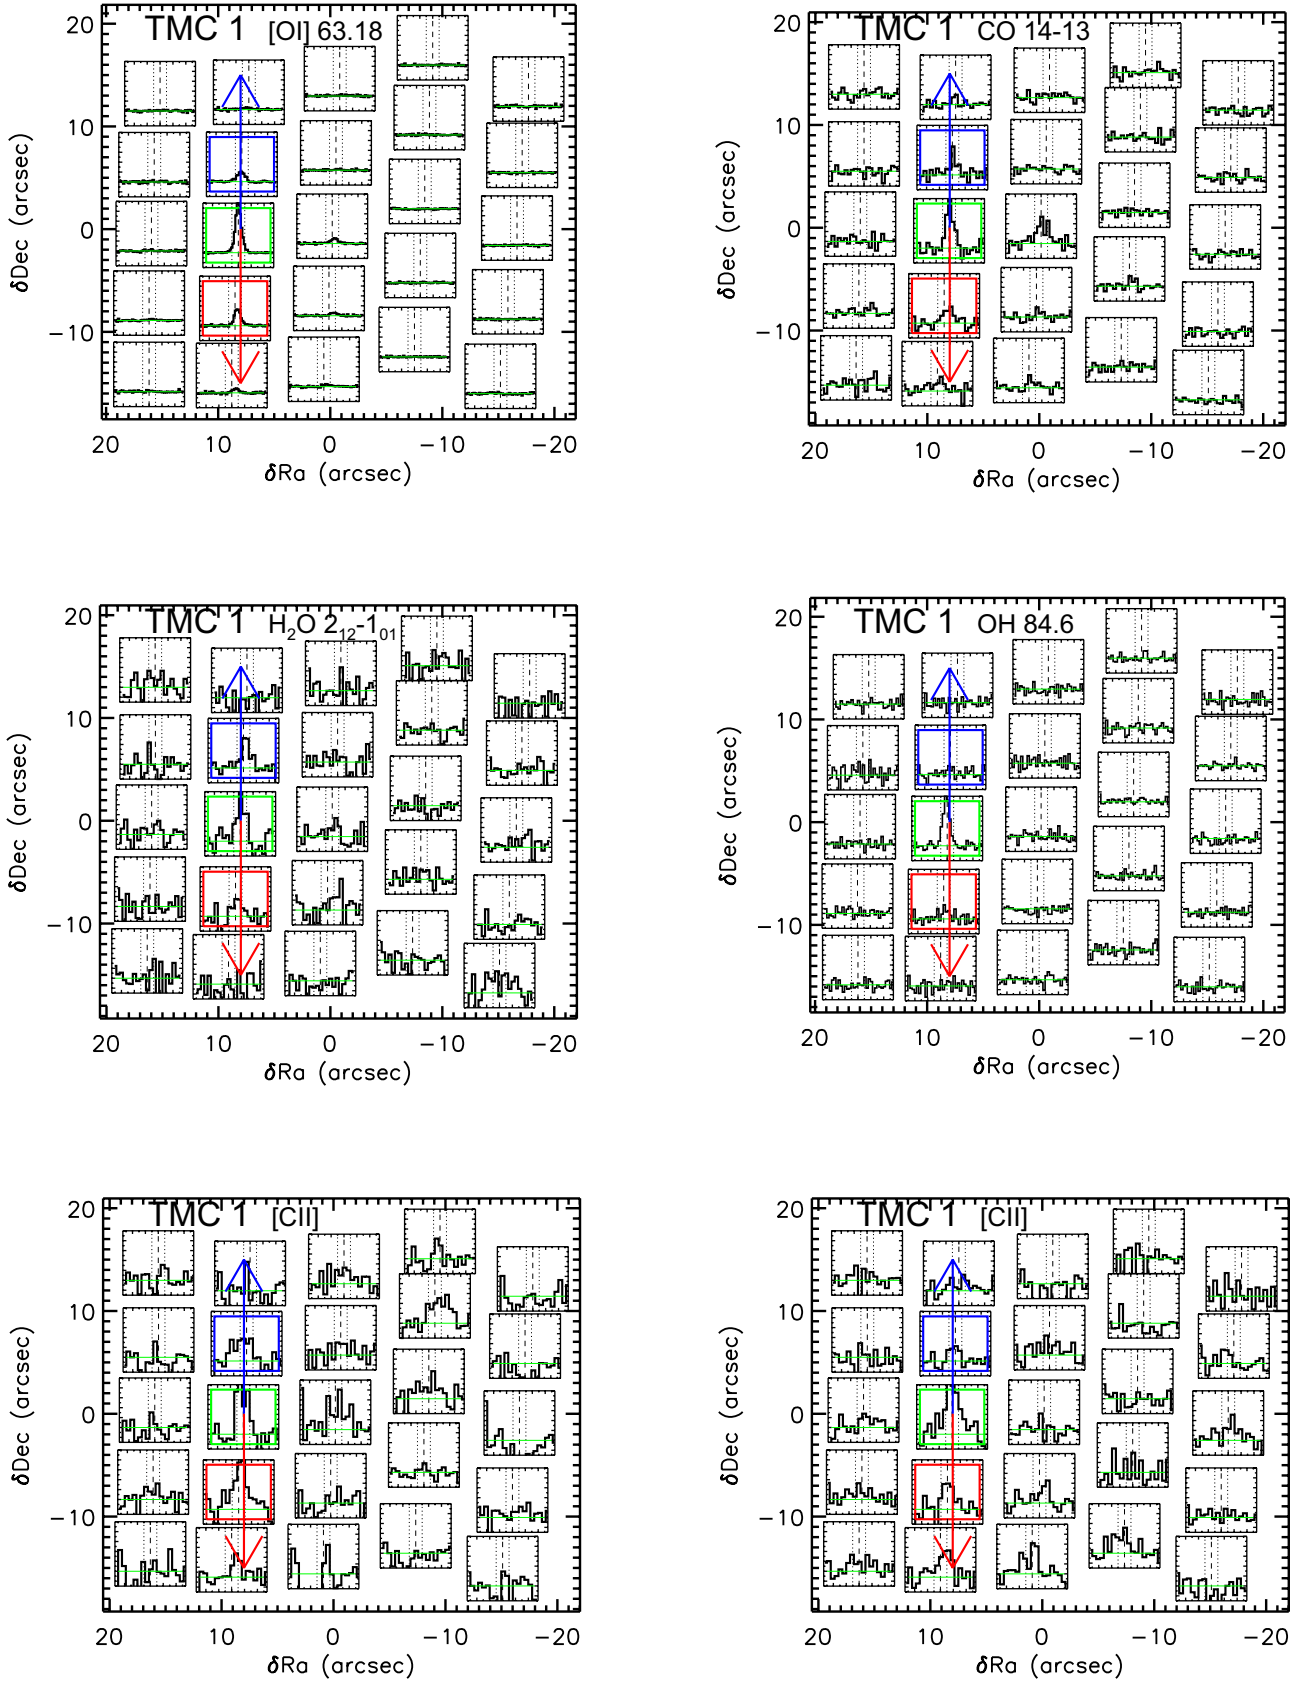 TMC 1 [OI] 63.18
20
10
0
−10
δDec (arcsec)
20 10 0 −10 −20
δRa (arcsec)
TMC 1 CO 14-13
20
10
0
−10
δDec (arcsec)
20 10 0 −10 −20
δRa (arcsec)
TMC 1 H₂O 2₁₂-1₀₁
20
10
0
−10
δDec (arcsec)
20 10 0 −10 −20
δRa (arcsec)
TMC 1 OH 84.6
20
10
0
−10
δDec (arcsec)
20 10 0 −10 −20
δRa (arcsec)
TMC 1 [CII]
20
10
0
−10
δDec (arcsec)
20 10 0 −10 −20
δRa (arcsec)
TMC 1 [CII]
20
10
0
−10
δDec (arcsec)
20 10 0 −10 −20
δRa (arcsec)